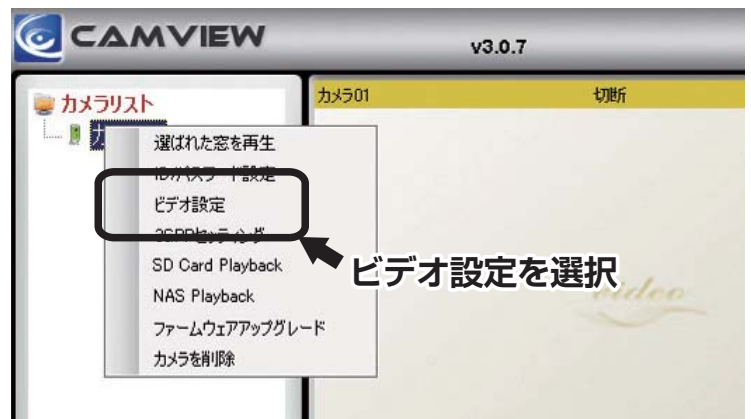 CAMVIEW
v3.0.7
カメラリスト
カメラ01 切断
選ばれた窓を再生
ビデオ設定
SD Card Playback
NAS Playback
ファームウェアアップグレード
カメラを削除
ビデオ設定を選択
video